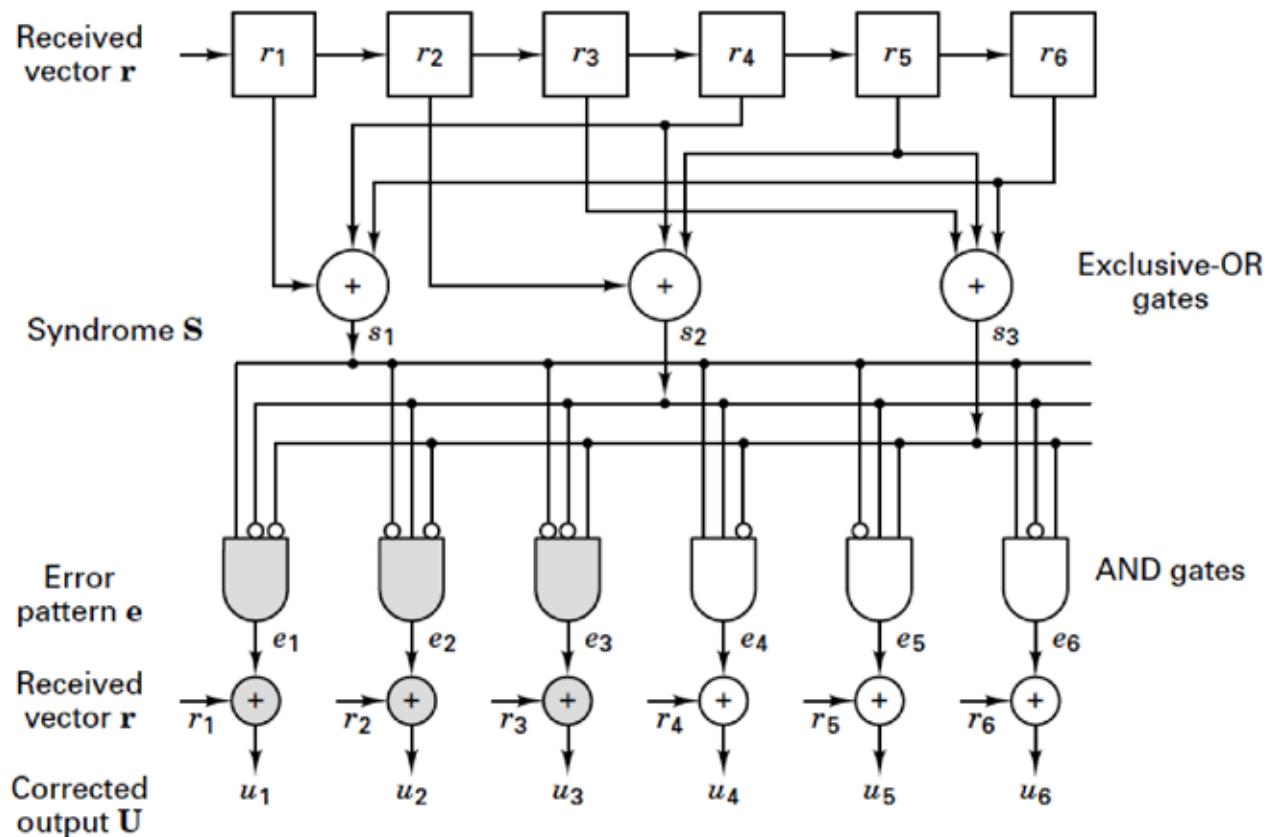 Received
vector r
r1 r2 r3 r4 r5 r6
+ + +
Exclusive-OR
gates
Syndrome S
s1 s2 s3
AND gates
Error
pattern e
e1 e2 e3 e4 e5 e6
Received
vector r
+ + + + + +
r1 r2 r3 r4 r5 r6
Corrected
output U
u1 u2 u3 u4 u5 u6